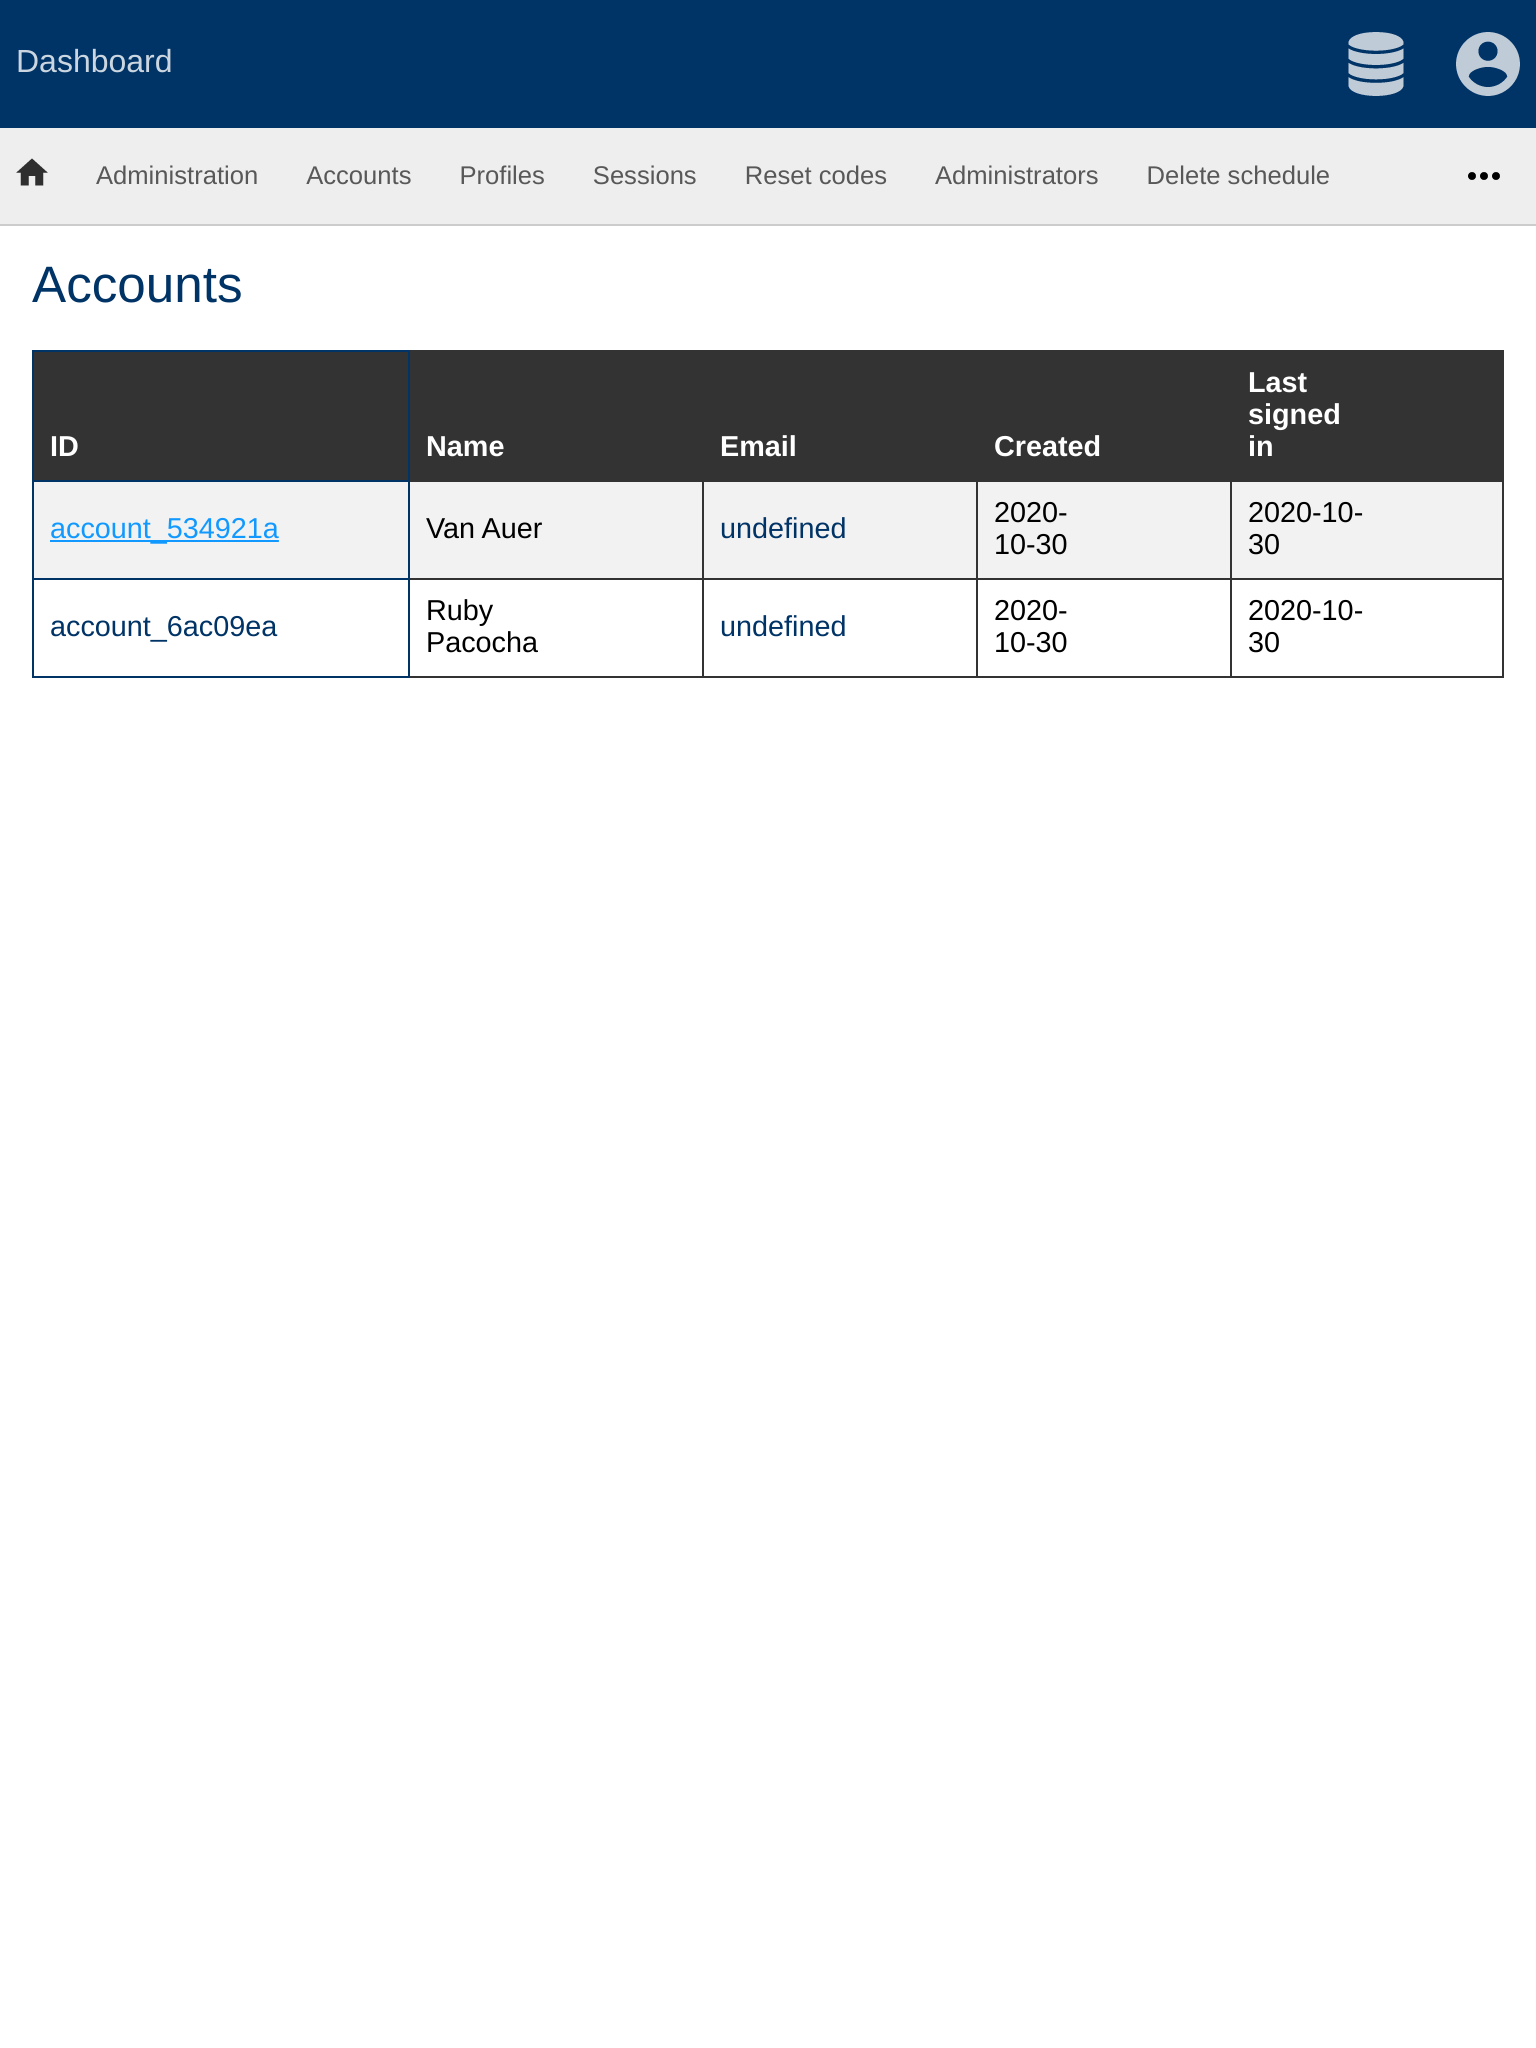 Dashboard
Administration Accounts Profiles Sessions Reset codes Administrators Delete schedule
Accounts
ID Name Email Created Last signed in
account_534921a Van Auer undefined 2020-10-30 2020-10-30
account_6ac09ea Ruby Pacocha undefined 2020-10-30 2020-10-30